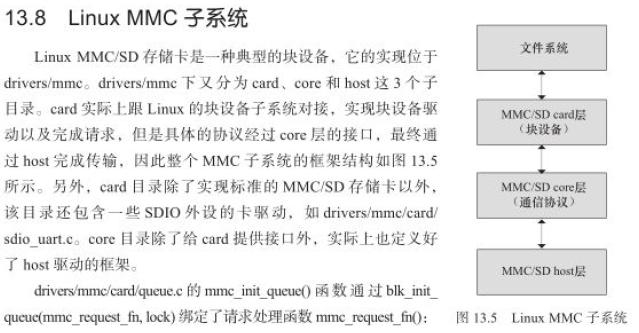 13.8 Linux MMC 子系统
Linux MMC/SD 存储卡是一种典型的块设备，它的实现位于
drivers/mmc。drivers/mmc 下又分为 card、core 和 host 这 3 个子
目录。card 实际上跟 Linux 的块设备子系统对接，实现块设备驱
动以及完成请求，但是具体的协议经过 core 层的接口，最终通
过 host 完成传输，因此整个 MMC 子系统的框架结构如图 13.5
所示。另外，card 目录除了实现标准的 MMC/SD 存储卡以外，
该目录还包含一些 SDIO 外设的卡驱动，如 drivers/mmc/card/
sdio_uart.c。core 目录除了给 card 提供接口外，实际上也定义好
了 host 驱动的框架。
drivers/mmc/card/queue.c 的 mmc_init_queue() 函数通过 blk_init_
queue(mmc_request_fn, lock) 绑定了请求处理函数 mmc_request_fn()：
文件系统
MMC/SD card层
（块设备）
MMC/SD core层
（通信协议）
MMC/SD host层
图 13.5 Linux MMC 子系统